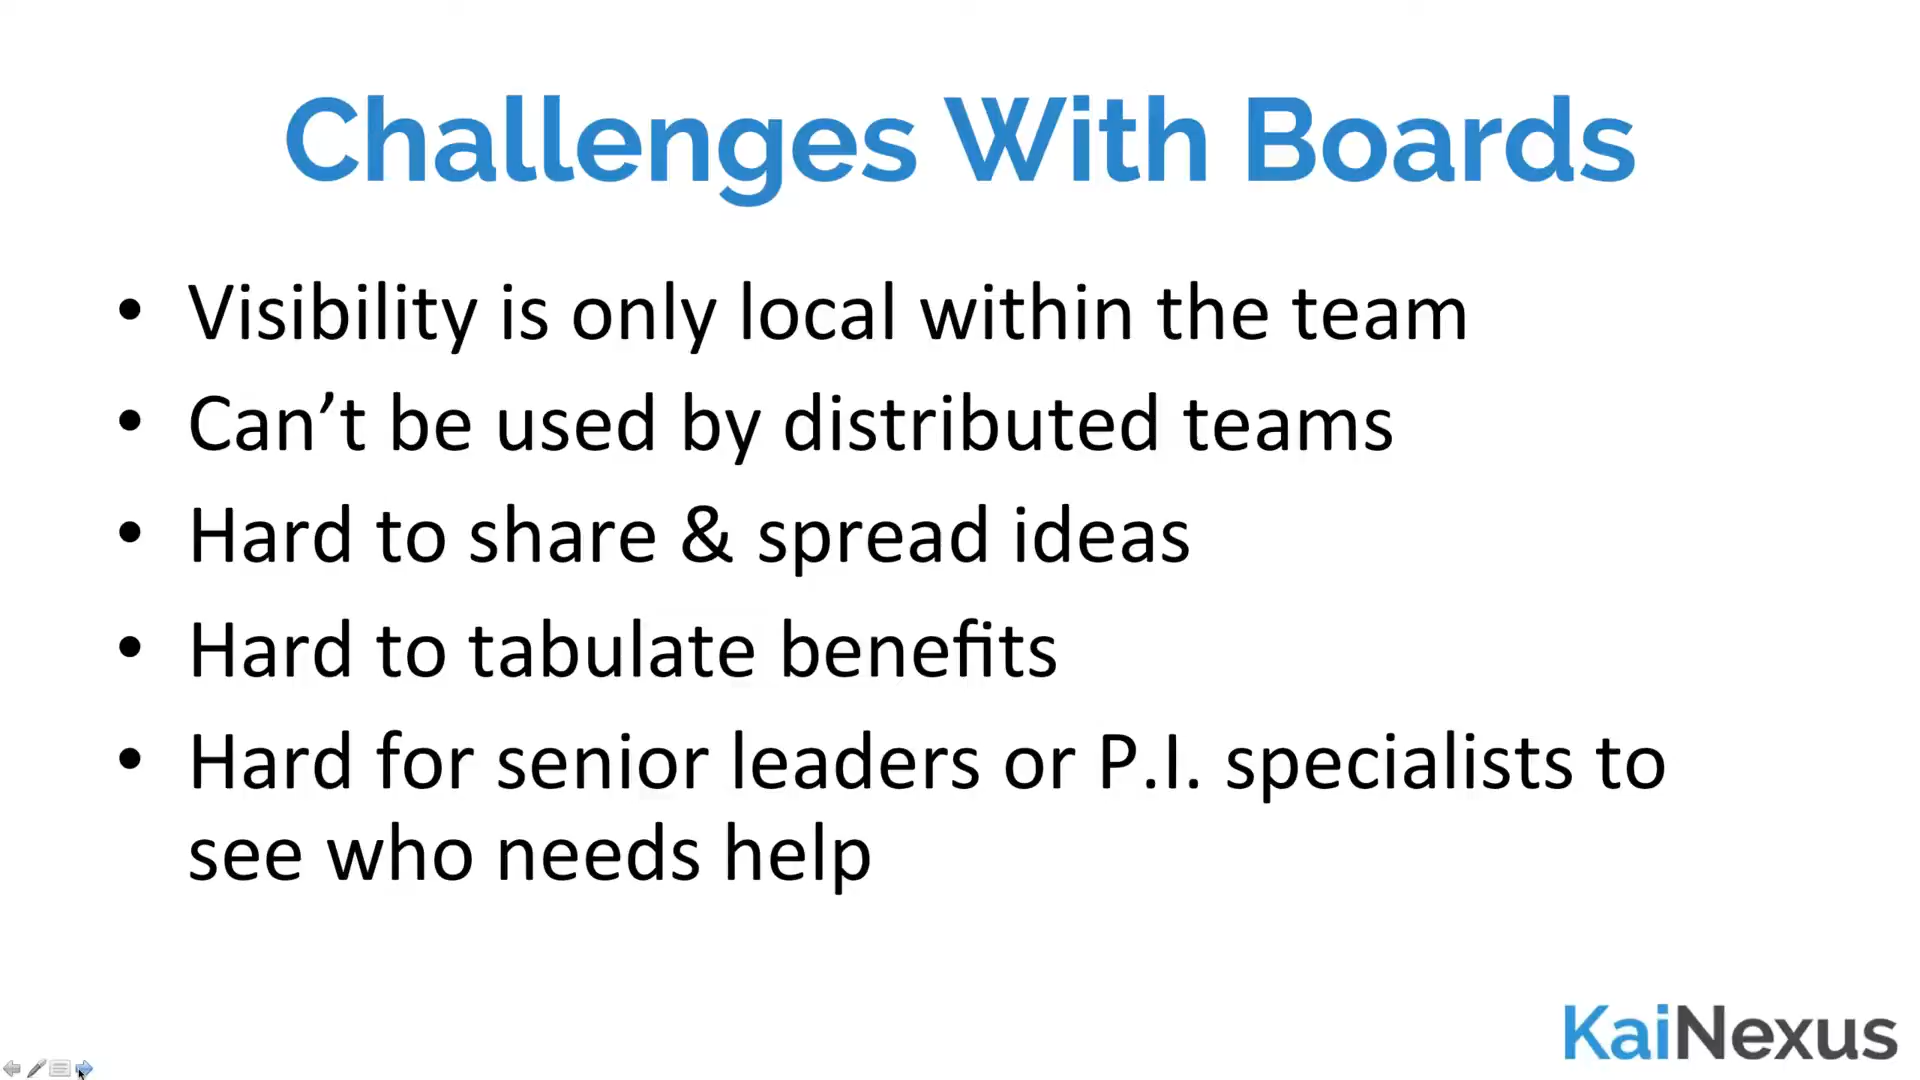 Challenges With Boards
• Visibility is only local within the team
• Can’t be used by distributed teams
• Hard to share & spread ideas
• Hard to tabulate benefits
• Hard for senior leaders or P.I. specialists to
see who needs help
KaiNexus